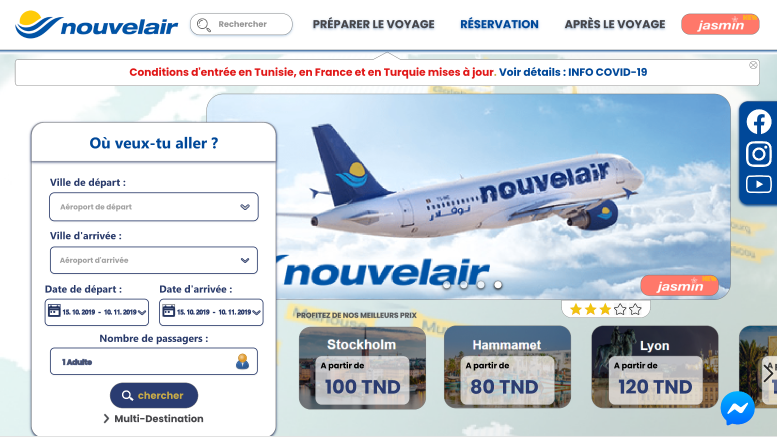 nouvelair
Rechercher
PRÉPARER LE VOYAGE
RÉSERVATION
APRÈS LE VOYAGE
jasmin
NEW
Conditions d'entrée en Tunisie, en France et en Turquie mises à jour. Voir détails : INFO COVID-19
Où veux-tu aller ?
Ville de départ :
Aéroport de départ
Ville d'arrivée :
Aéroport d'arrivée
Date de départ :
Date d'arrivée :
15. 10. 2019 - 10. 11. 2019
15. 10. 2019 - 10. 11. 2019
Nombre de passagers :
1 Adulte
chercher
Multi-Destination
nouvelair
nouvelair
jasmin
NEW
PROFITEZ DE NOS MEILLEURS PRIX
Stockholm
A partir de
100 TND
Hammamet
A partir de
80 TND
Lyon
A partir de
120 TND